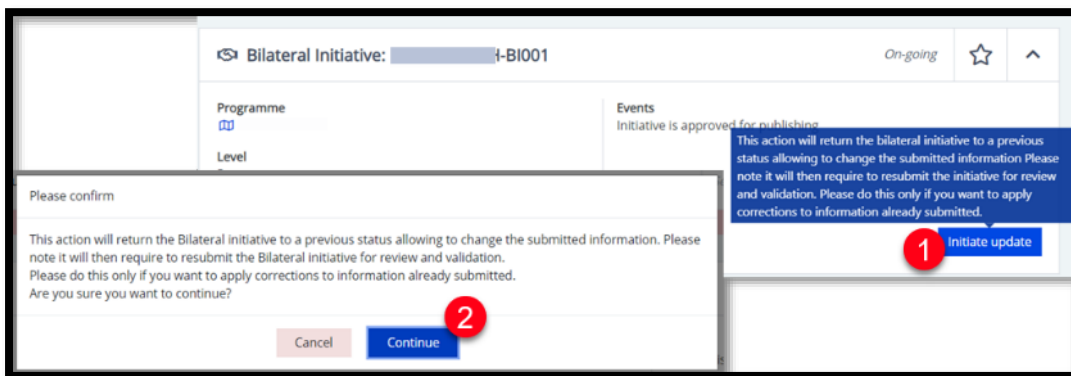 Bilateral Initiative: -BI001
On-going
Programme
Level
Events
Initiative is approved for publishing
This action will return the bilateral initiative to a previous
status allowing to change the submitted information Please
note it will then require to resubmit the initiative for review
and validation. Please do this only if you want to apply
corrections to information already submitted.
1
Initiate update
Please confirm
This action will return the Bilateral initiative to a previous status allowing to change the submitted information. Please
note it will then require to resubmit the Bilateral initiative for review and validation.
Please do this only if you want to apply corrections to information already submitted.
Are you sure you want to continue?
2
Cancel
Continue